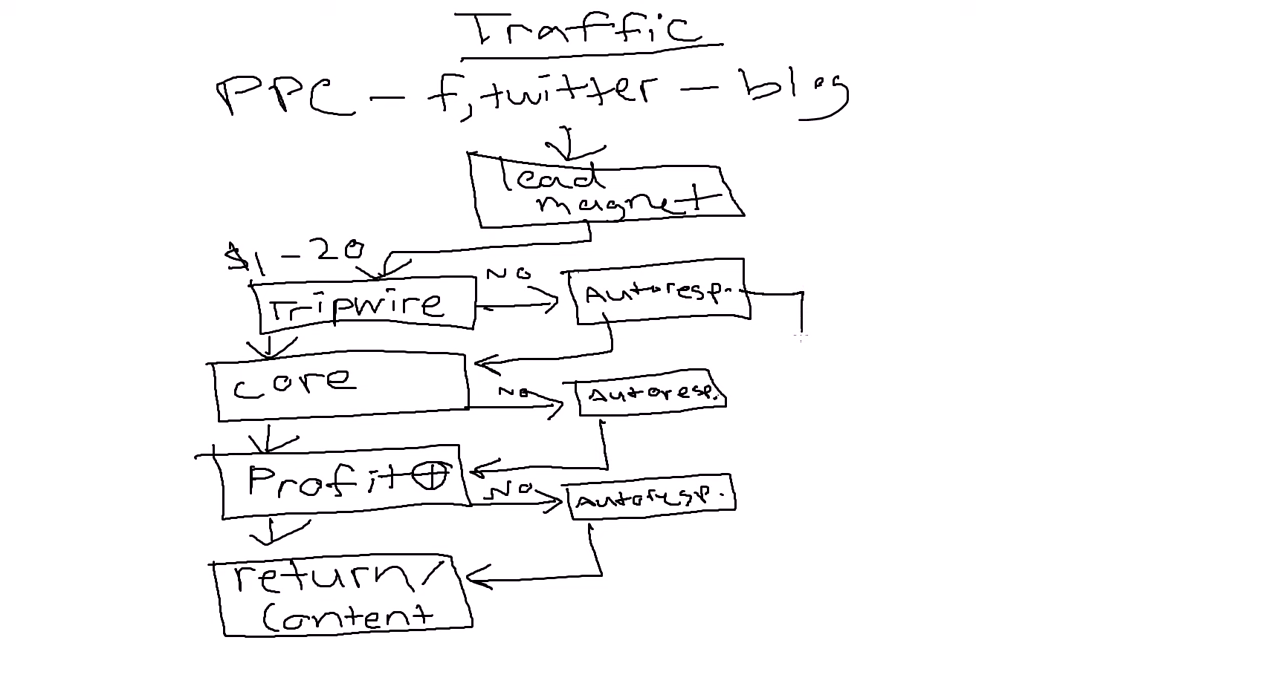 Traffic
PPC - f, twitter - blog
lead
magnet
$1 - 20
Tripwire
NO
Autoresp.
core
NO
Autoresp.
Profit⊕
NO
Autoresp.
return/
Content